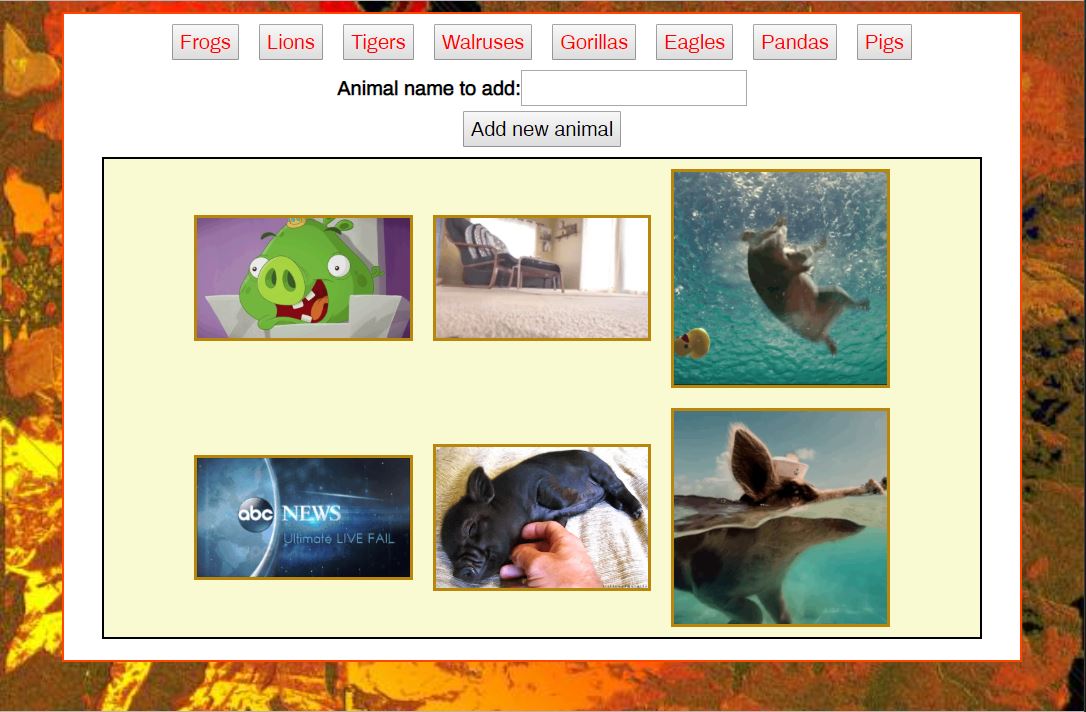 Frogs Lions Tigers Walruses Gorillas Eagles Pandas Pigs
Animal name to add:
Add new animal
abc NEWS
Ultimate LIVE FAIL